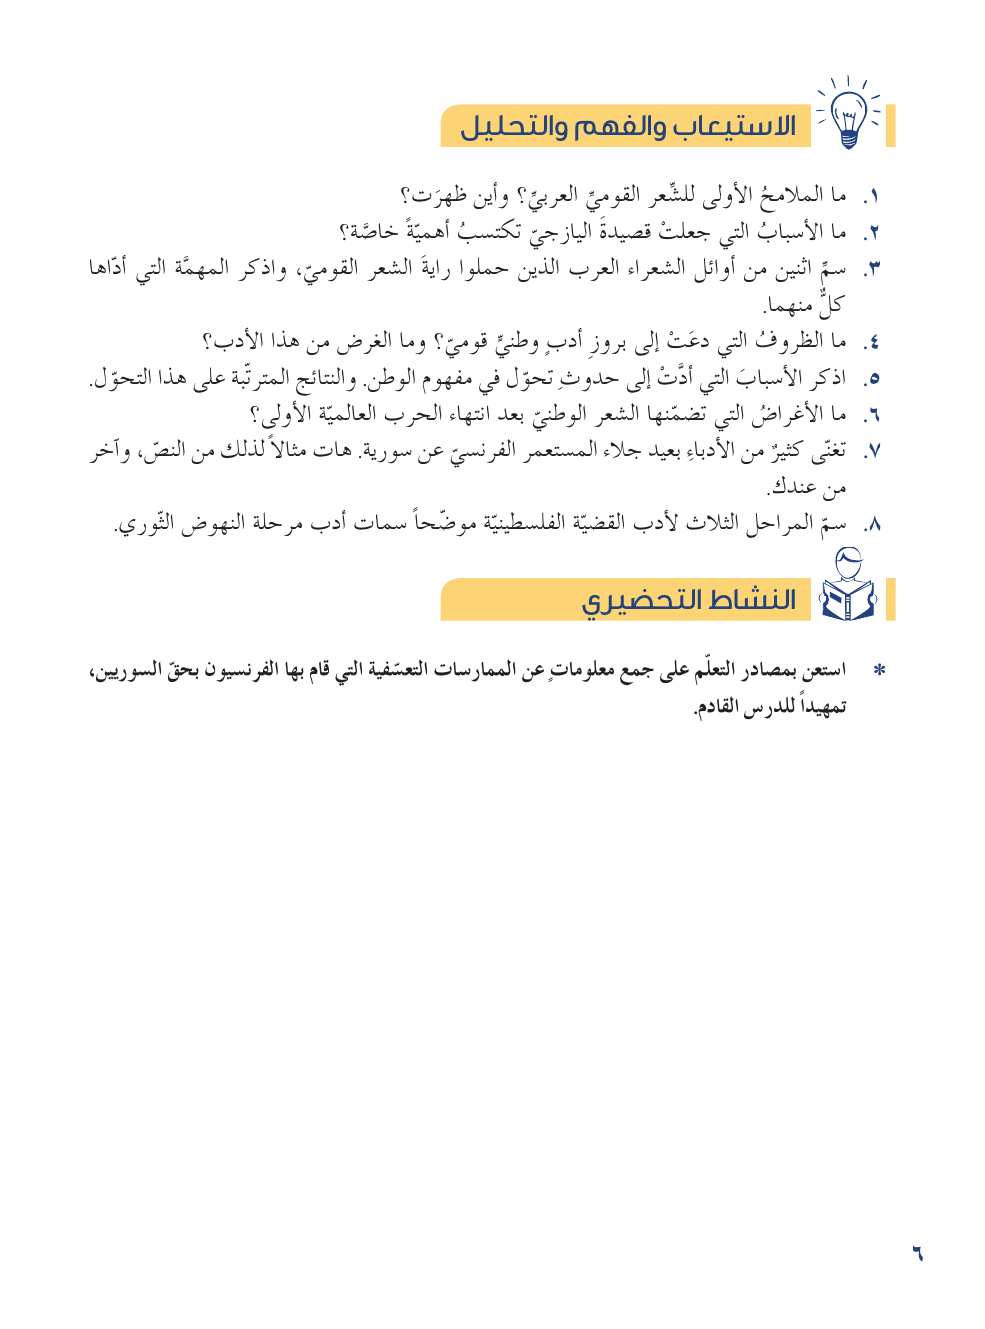 الاستيعاب والفهم والتحليل
١. ما الملامحُ الأولى للشِّعر القوميِّ العربيِّ؟ وأين ظهرَت؟
٢. ما الأسبابُ التي جعلتْ قصيدةَ اليازجيّ تكتسبُ أهميّةً خاصَّة؟
٣. سمِّ اثنين من أوائل الشعراء العرب الذين حملوا رايةَ الشعر القوميّ، واذكر المهمَّة التي أدّاها
كلٌّ منهما.
٤. ما الظروفُ التي دعَتْ إلى بروزِ أدبٍ وطنيٍّ قوميّ؟ وما الغرض من هذا الأدب؟
٥. اذكر الأسبابَ التي أدَّتْ إلى حدوثِ تحوّل في مفهوم الوطن. والنتائج المترتّبة على هذا التحوّل.
٦. ما الأغراضُ التي تضمّنها الشعر الوطنيّ بعد انتهاء الحرب العالميّة الأولى؟
٧. تغنّى كثيرٌ من الأدباءِ بعيد جلاء المستعمر الفرنسيّ عن سورية. هات مثالاً لذلك من النصّ، وآخر
من عندك.
٨. سمّ المراحل الثلاث لأدب القضيّة الفلسطينيّة موضّحاً سمات أدب مرحلة النهوض الثّوري.
النشاط التحضيري
* استعن بمصادر التعلّم على جمع معلوماتٍ عن الممارسات التعسّفية التي قام بها الفرنسيون بحقّ السوريين،
تمهيداً للدرس القادم.
٦